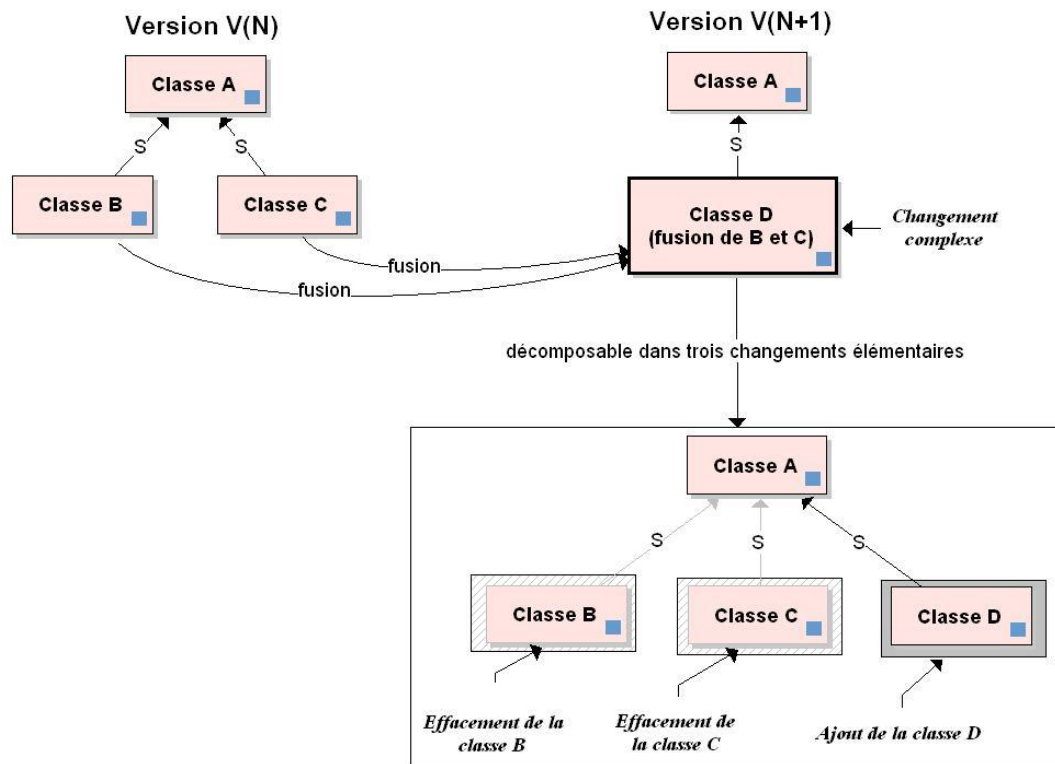 Version V(N)
Version V(N+1)
Classe A
Classe A
S
S
S
Classe B
Classe C
Classe D
(fusion de B et C)
Changement
complexe
fusion
fusion
décomposable dans trois changements élémentaires
Classe A
S
S
S
Classe B
Classe C
Classe D
Effacement de la
classe B
Effacement de
la classe C
Ajout de la classe D